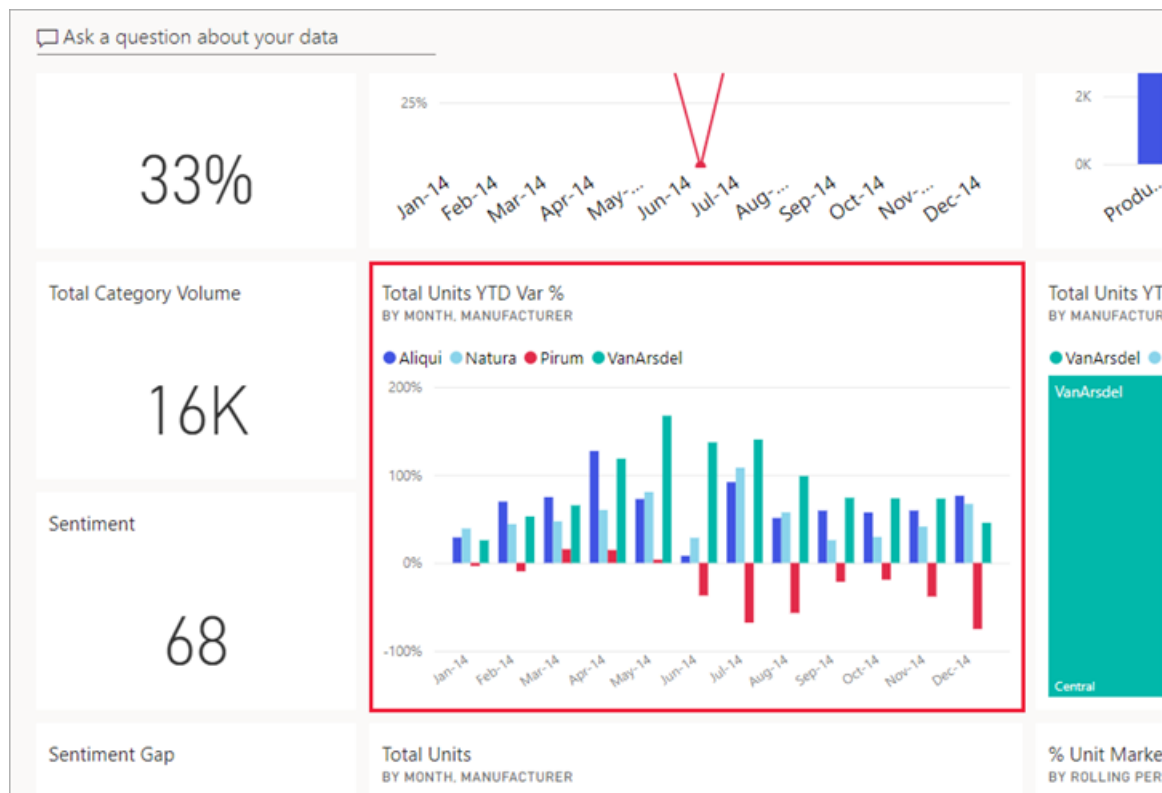 Ask a question about your data
33%
25%
Jan-14 Feb-14 Mar-14 Apr-14 May-... Jun-14 Jul-14 Aug-... Sep-14 Oct-14 Nov-... Dec-14
2K
0K
Produ...
Total Category Volume
16K
Sentiment
68
Sentiment Gap
Total Units YTD Var %
BY MONTH, MANUFACTURER
Aliqui Natura Pirum VanArsdel
200%
100%
0%
-100%
Jan-14 Feb-14 Mar-14 Apr-14 May-14 Jun-14 Jul-14 Aug-14 Sep-14 Oct-14 Nov-14 Dec-14
Total Units
BY MONTH, MANUFACTURER
Total Units YT
BY MANUFACTUR
VanArsdel
VanArsdel
Central
% Unit Marke
BY ROLLING PER